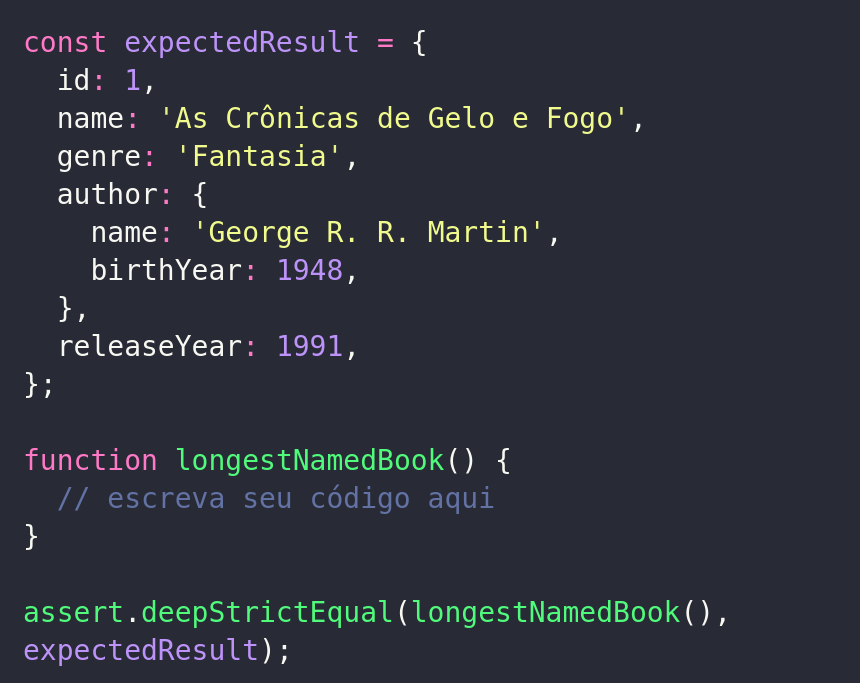 const expectedResult = {
  id: 1,
  name: 'As Crônicas de Gelo e Fogo',
  genre: 'Fantasia',
  author: {
    name: 'George R. R. Martin',
    birthYear: 1948,
  },
  releaseYear: 1991,
};

function longestNamedBook() {
  // escreva seu código aqui
}

assert.deepStrictEqual(longestNamedBook(),
expectedResult);